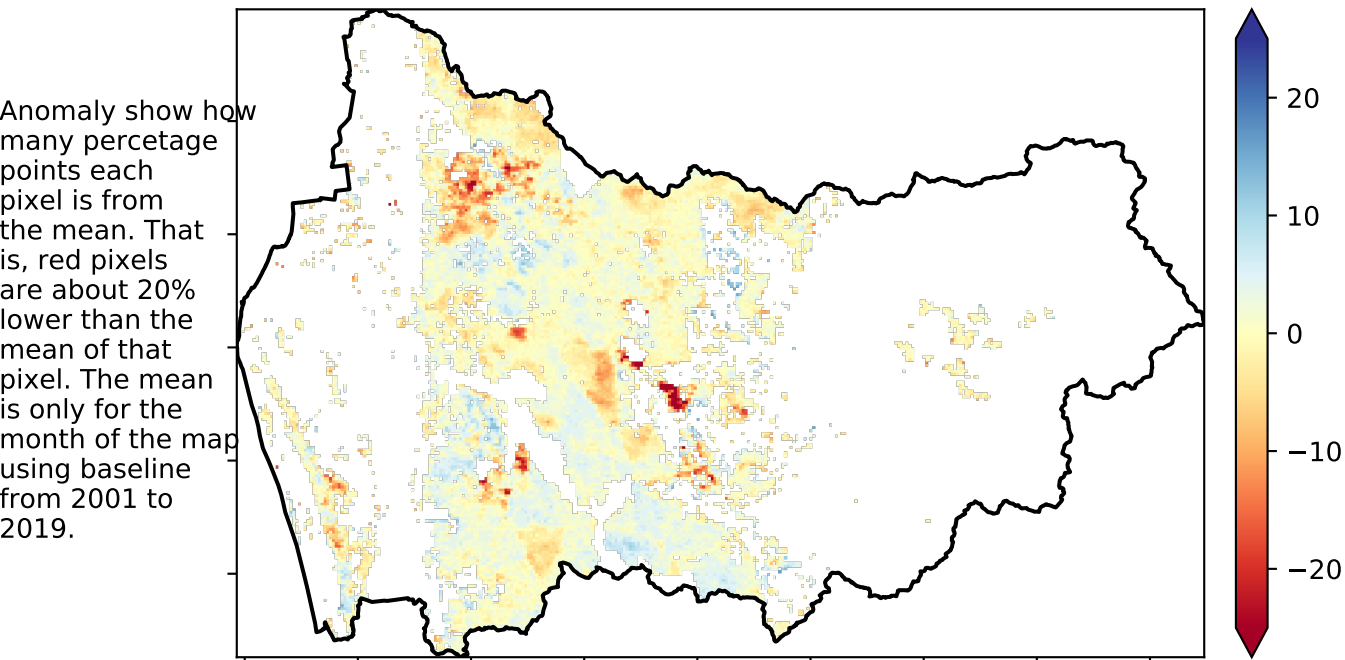 Anomaly show how
many percetage
points each
pixel is from
the mean. That
is, red pixels
are about 20%
lower than the
mean of that
pixel. The mean
is only for the
month of the map
using baseline
from 2001 to
2019.
20
10
0
−10
−20